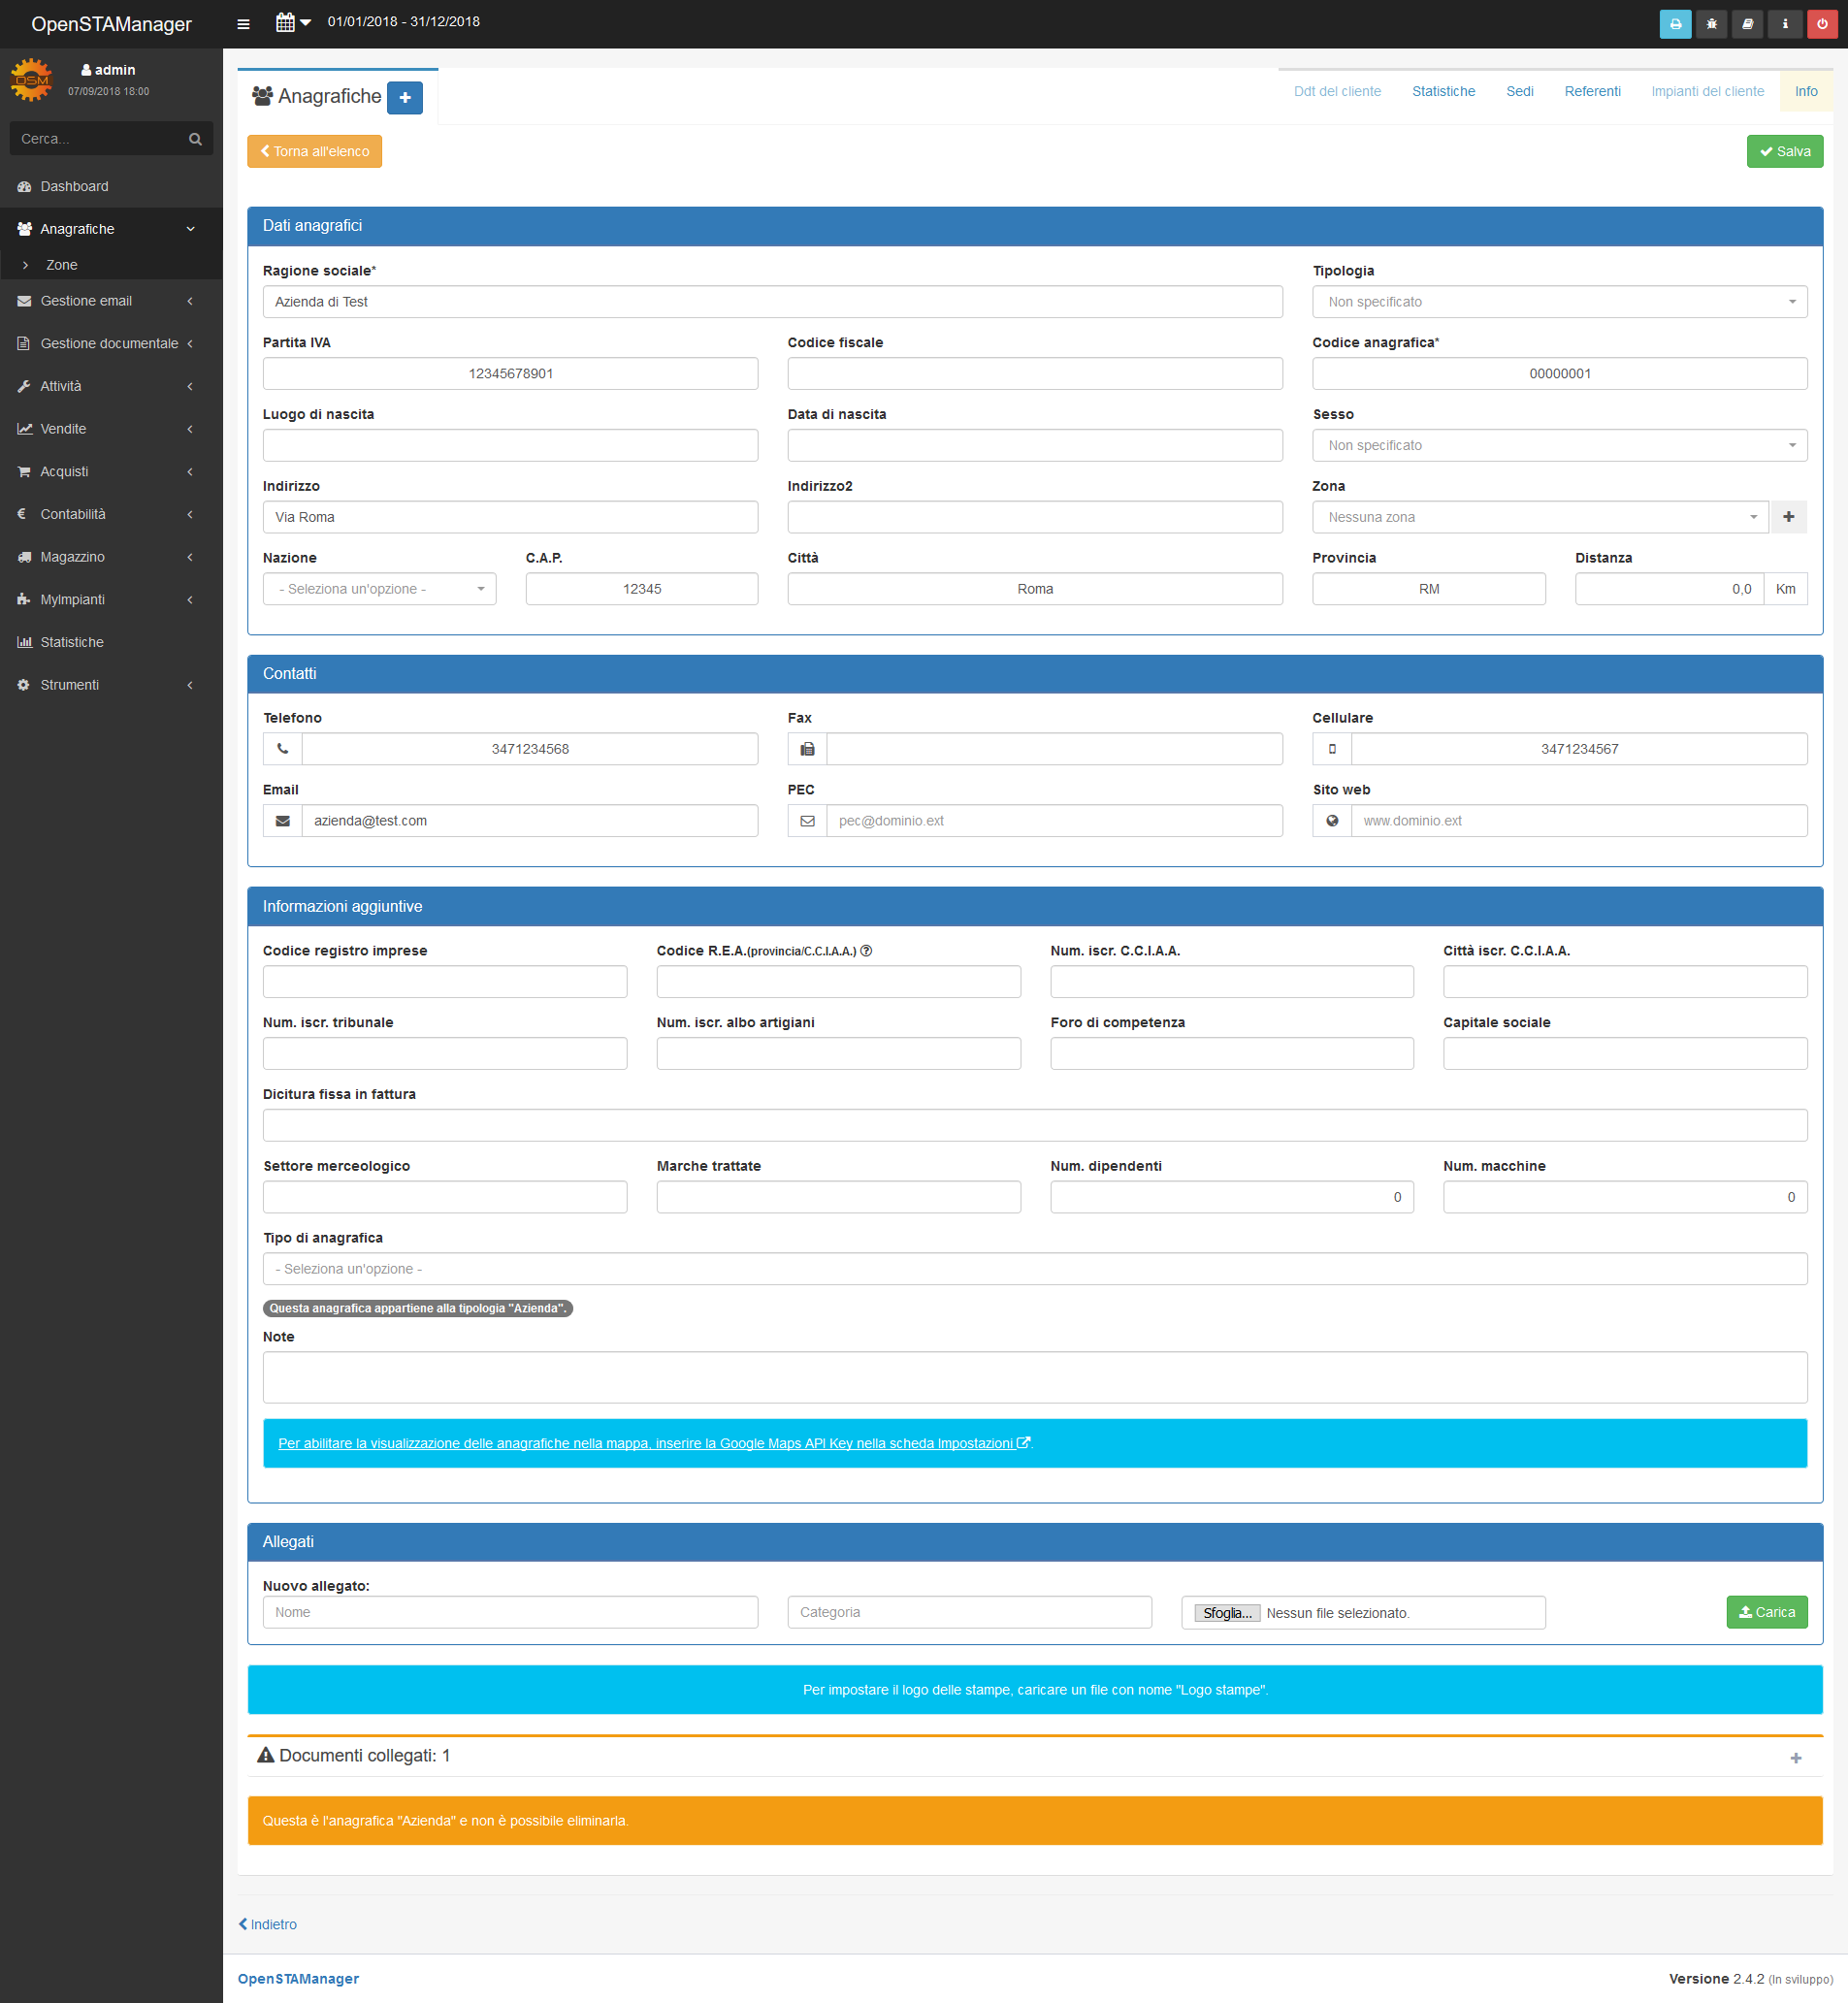 OpenSTAManager
01/01/2018 - 31/12/2018
OSM
admin
07/09/2018 18:00
Cerca...
Dashboard
Anagrafiche
Zone
Gestione email
Gestione documentale
Attività
Vendite
Acquisti
Contabilità
Magazzino
MyImpianti
Statistiche
Strumenti
Anagrafiche
Ddt del cliente Statistiche Sedi Referenti Impianti del cliente Info
Torna all'elenco Salva
Dati anagrafici
Ragione sociale* Tipologia
Azienda di Test Non specificato
Partita IVA Codice fiscale Codice anagrafica*
12345678901 00000001
Luogo di nascita Data di nascita Sesso
Non specificato
Indirizzo Indirizzo2 Zona
Via Roma Nessuna zona
Nazione C.A.P. Città Provincia Distanza
- Seleziona un'opzione - 12345 Roma RM 0,0 Km
Contatti
Telefono Fax Cellulare
3471234568 3471234567
Email PEC Sito web
azienda@test.com pec@dominio.ext www.dominio.ext
Informazioni aggiuntive
Codice registro imprese Codice R.E.A.(provincia/C.C.I.A.A.) Num. iscr. C.C.I.A.A. Città iscr. C.C.I.A.A.
Num. iscr. tribunale Num. iscr. albo artigiani Foro di competenza Capitale sociale
Dicitura fissa in fattura
Settore merceologico Marche trattate Num. dipendenti Num. macchine
0 0
Tipo di anagrafica
- Seleziona un'opzione -
Questa anagrafica appartiene alla tipologia "Azienda".
Note
Per abilitare la visualizzazione delle anagrafiche nella mappa, inserire la Google Maps API Key nella scheda Impostazioni.
Allegati
Nuovo allegato:
Nome Categoria Sfoglia... Nessun file selezionato. Carica
Per impostare il logo delle stampe, caricare un file con nome "Logo stampe".
Documenti collegati: 1
Questa è l'anagrafica "Azienda" e non è possibile eliminarla.
Indietro
OpenSTAManager Versione 2.4.2 (In sviluppo)